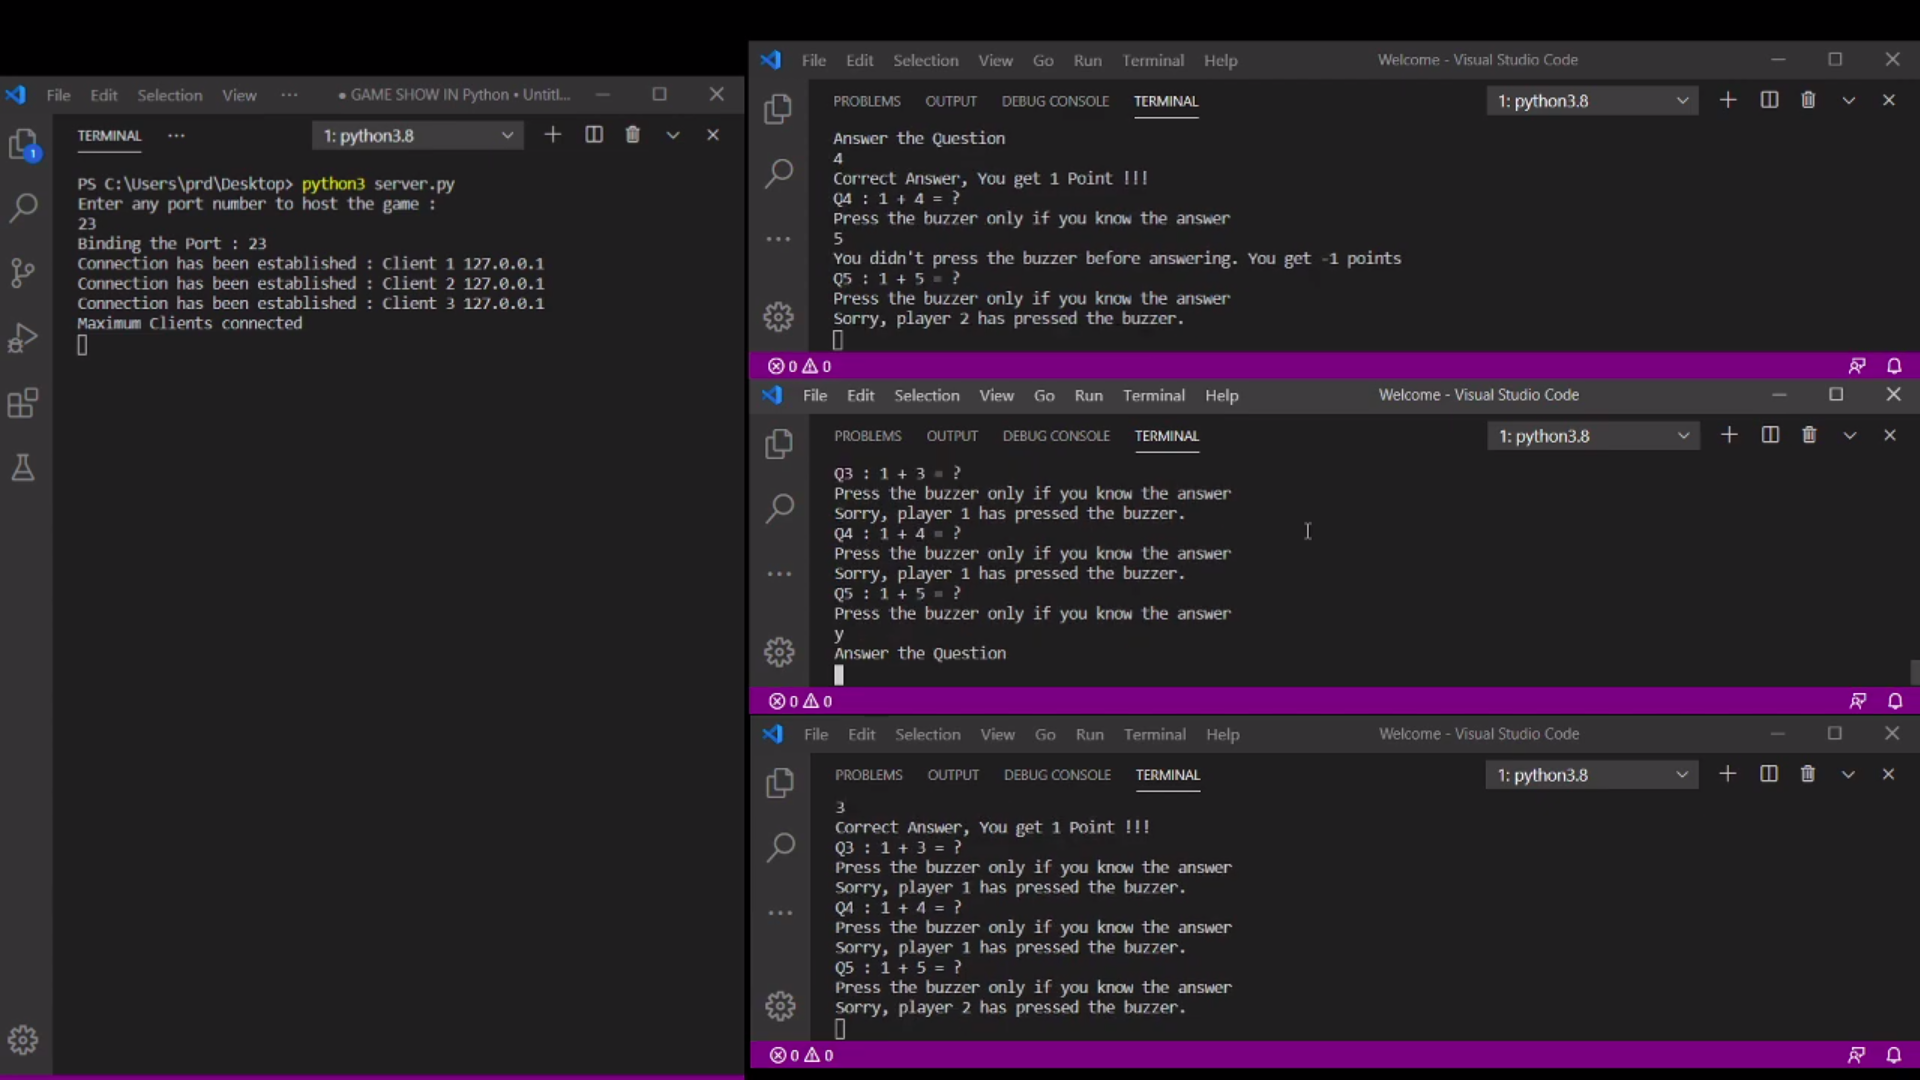 File Edit Selection View ··· ● GAME SHOW IN Python • Untitl...
TERMINAL ··· 1: python3.8
1
PS C:\Users\prd\Desktop> python3 server.py
Enter any port number to host the game :
23
Binding the Port : 23
Connection has been established : Client 1 127.0.0.1
Connection has been established : Client 2 127.0.0.1
Connection has been established : Client 3 127.0.0.1
Maximum Clients connected
File Edit Selection View Go Run Terminal Help Welcome - Visual Studio Code
PROBLEMS OUTPUT DEBUG CONSOLE TERMINAL 1: python3.8
Answer the Question
4
Correct Answer, You get 1 Point !!!
Q4 : 1 + 4 = ?
Press the buzzer only if you know the answer
5
You didn't press the buzzer before answering. You get -1 points
Q5 : 1 + 5 = ?
Press the buzzer only if you know the answer
Sorry, player 2 has pressed the buzzer.
0 0
File Edit Selection View Go Run Terminal Help Welcome - Visual Studio Code
PROBLEMS OUTPUT DEBUG CONSOLE TERMINAL 1: python3.8
Q3 : 1 + 3 = ?
Press the buzzer only if you know the answer
Sorry, player 1 has pressed the buzzer.
Q4 : 1 + 4 = ?
Press the buzzer only if you know the answer
Sorry, player 1 has pressed the buzzer.
Q5 : 1 + 5 = ?
Press the buzzer only if you know the answer
y
Answer the Question
0 0
File Edit Selection View Go Run Terminal Help Welcome - Visual Studio Code
PROBLEMS OUTPUT DEBUG CONSOLE TERMINAL 1: python3.8
3
Correct Answer, You get 1 Point !!!
Q3 : 1 + 3 = ?
Press the buzzer only if you know the answer
Sorry, player 1 has pressed the buzzer.
Q4 : 1 + 4 = ?
Press the buzzer only if you know the answer
Sorry, player 1 has pressed the buzzer.
Q5 : 1 + 5 = ?
Press the buzzer only if you know the answer
Sorry, player 2 has pressed the buzzer.
0 0